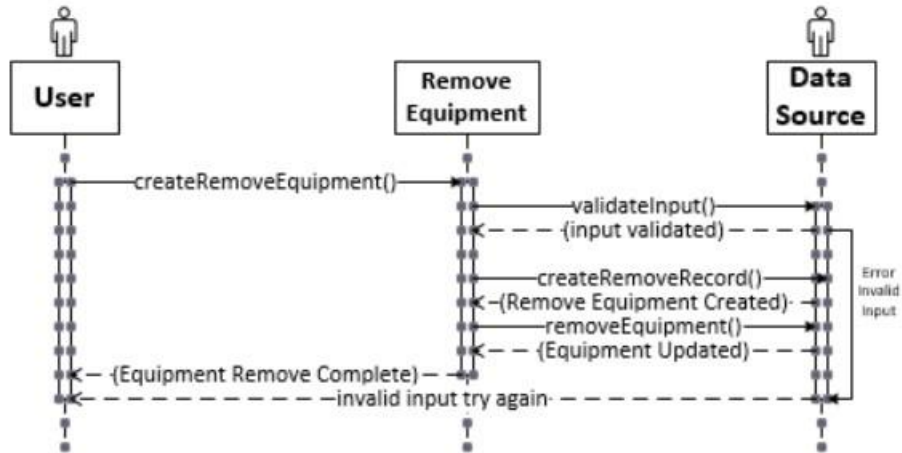 User
Remove
Equipment
Data
Source
createRemoveEquipment()
validateInput()
(input validated)
Error
Invalid
Input
createRemoveRecord()
(Remove Equipment Created)
removeEquipment()
(Equipment Updated)
(Equipment Remove Complete)
invalid input try again